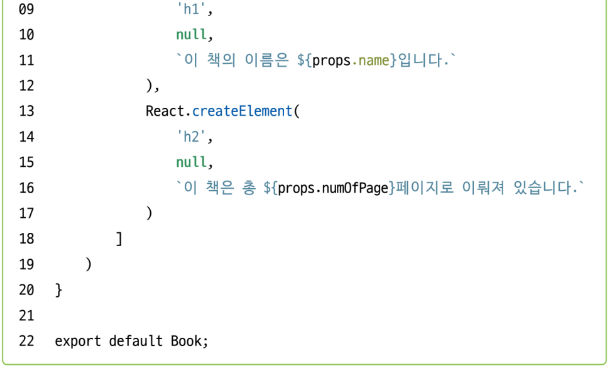 09                'h1',
10                null,
11                `이 책의 이름은 ${props.name}입니다.`
12            ),
13            React.createElement(
14                'h2',
15                null,
16                `이 책은 총 ${props.numOfPage}페이지로 이뤄져 있습니다.`
17            )
18        ]
19    )
20 }
21
22 export default Book;